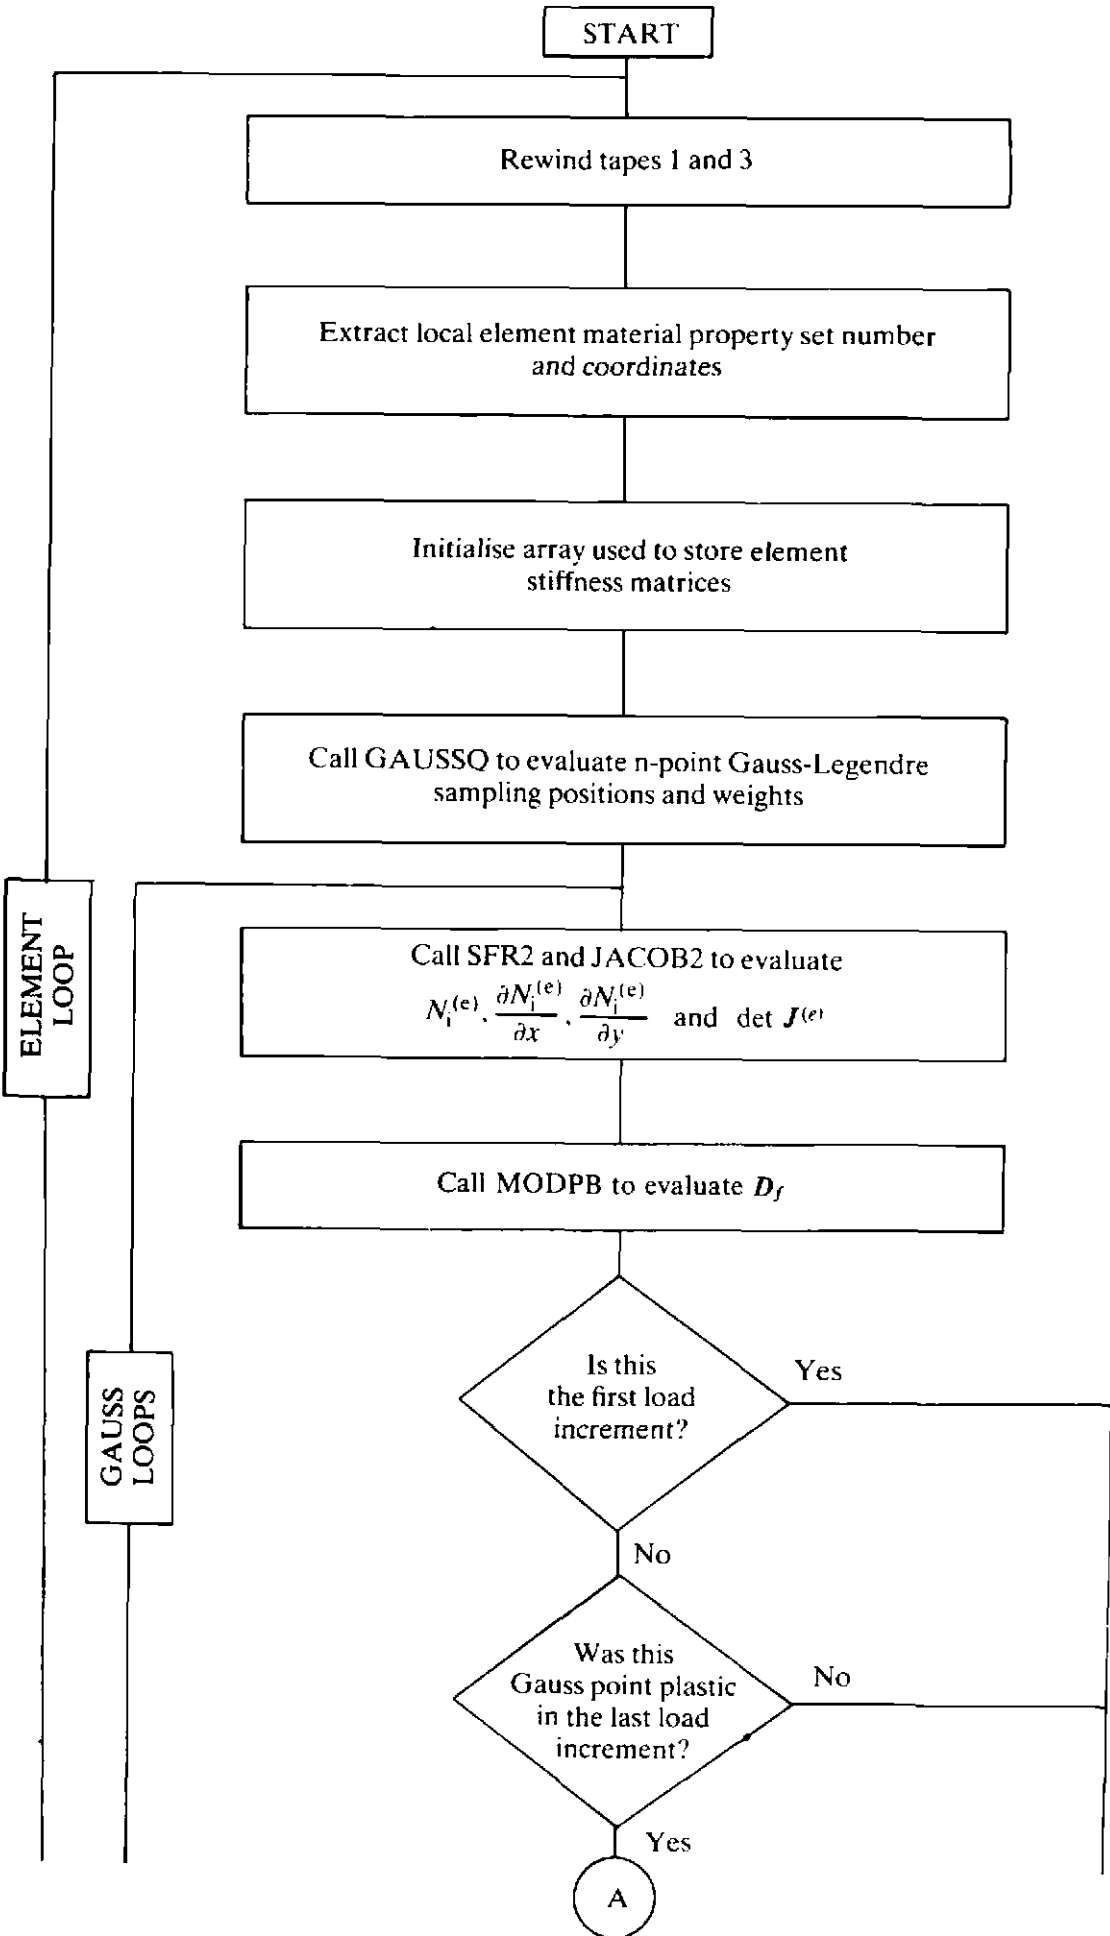 START
Rewind tapes 1 and 3
Extract local element material property set number
and coordinates
Initialise array used to store element
stiffness matrices
Call GAUSSQ to evaluate n-point Gauss-Legendre
sampling positions and weights
ELEMENT
LOOP
Call SFR2 and JACOB2 to evaluate
N_i^(e), ∂N_i^(e)/∂x, ∂N_i^(e)/∂y and det J^(e)
Call MODPB to evaluate D_f
Is this
the first load
increment?
Yes
GAUSS
LOOPS
No
Was this
Gauss point plastic
in the last load
increment?
No
Yes
A